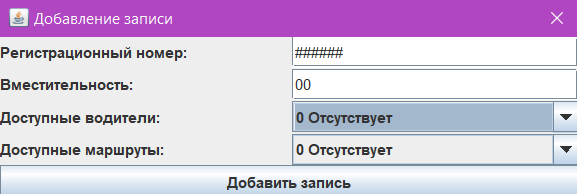 Добавление записи
Регистрационный номер: ######
Вместительность: 00
Доступные водители: 0 Отсутствует
Доступные маршруты: 0 Отсутствует
Добавить запись